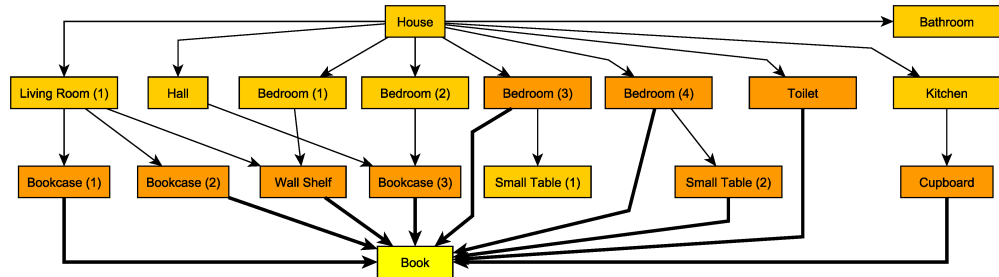 House
Bathroom
Living Room (1)
Hall
Bedroom (1)
Bedroom (2)
Bedroom (3)
Bedroom (4)
Toilet
Kitchen
Bookcase (1)
Bookcase (2)
Wall Shelf
Bookcase (3)
Small Table (1)
Small Table (2)
Cupboard
Book